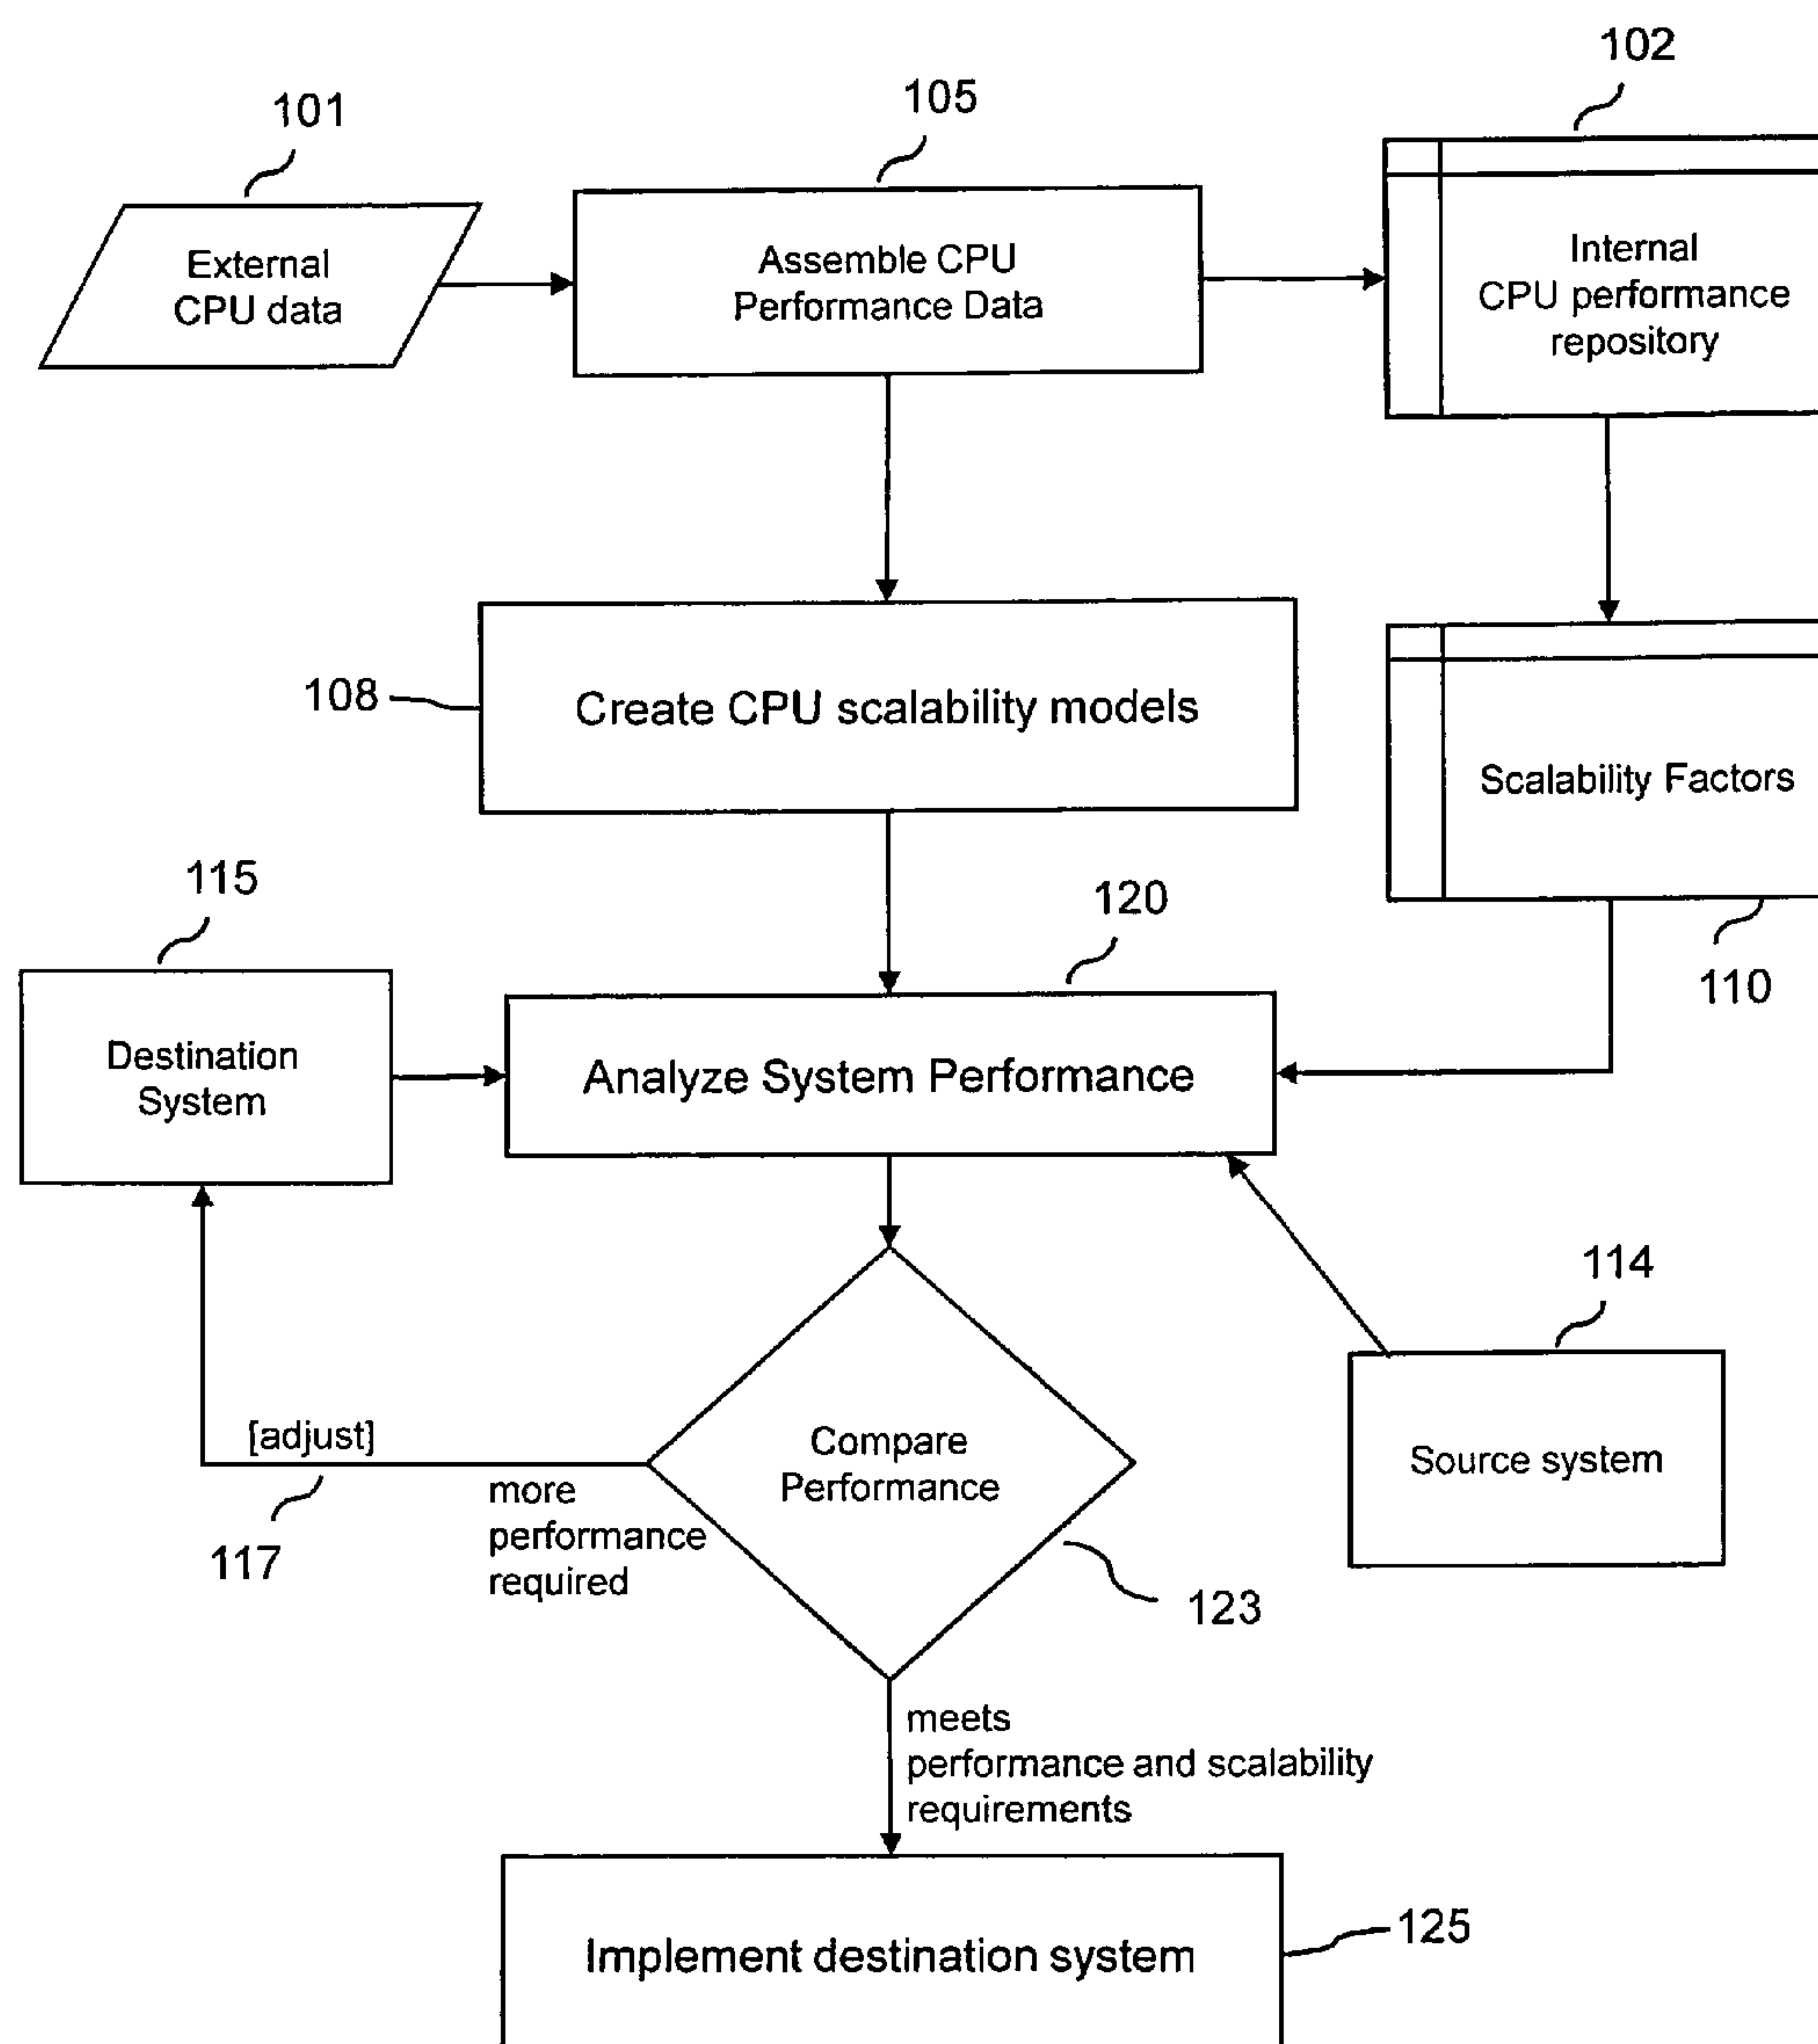 102
105
101
External
CPU data
Assemble CPU
Performance Data
Internal
CPU performance
repository
108
Create CPU scalability models
Scalability Factors
115
120
110
Destination
System
Analyze System Performance
114
[adjust]
117
more
performance
required
Compare
Performance
Source system
123
meets
performance and scalability
requirements
Implement destination system
125